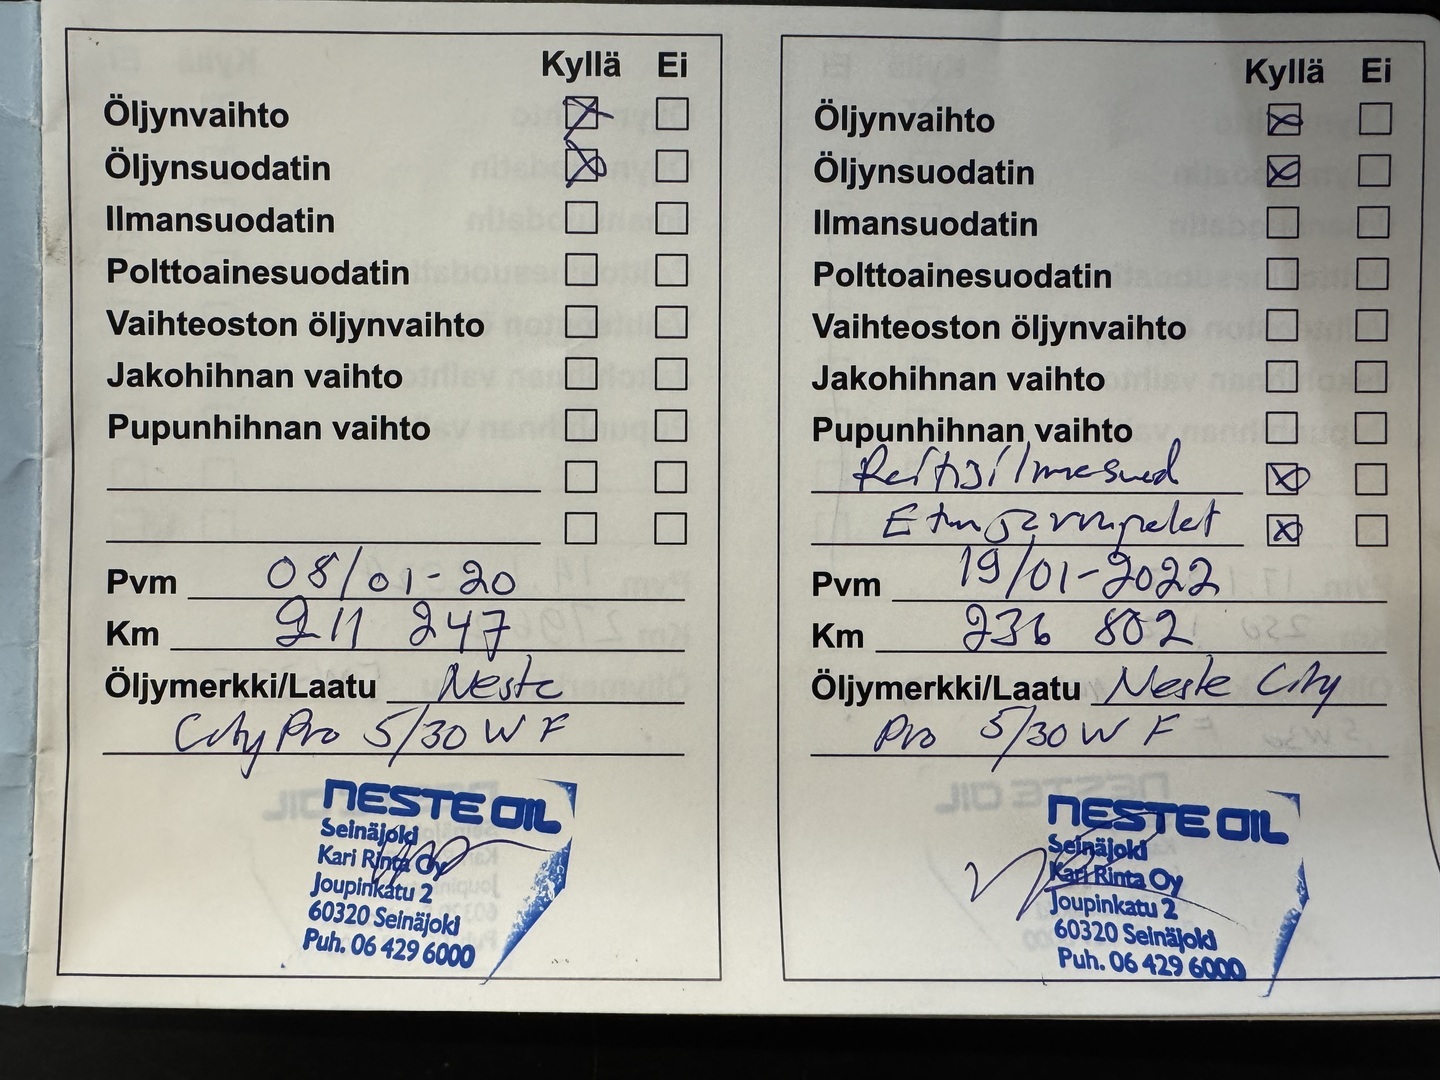 Kyllä Ei
Öljynvaihto
Öljynsuodatin
Ilmansuodatin
Polttoainesuodatin
Vaihteoston öljynvaihto
Jakohihnan vaihto
Pupunhihnan vaihto
Pvm 08/01-20
Km 211 247
Öljymerkki/Laatu Neste
City Pro 5/30 W F
NESTE OIL
Seinäjoki
Kari Rinta Oy
Joupinkatu 2
60320 Seinäjoki
Puh. 06 429 6000
Kyllä Ei
Öljynvaihto
Öljynsuodatin
Ilmansuodatin
Polttoainesuodatin
Vaihteoston öljynvaihto
Jakohihnan vaihto
Pupunhihnan vaihto
Pvm 19/01-2022
Km 236 802
Öljymerkki/Laatu Neste City
Pro 5/30 W F
NESTE OIL
Seinäjoki
Kari Rinta Oy
Joupinkatu 2
60320 Seinäjoki
Puh. 06 429 6000